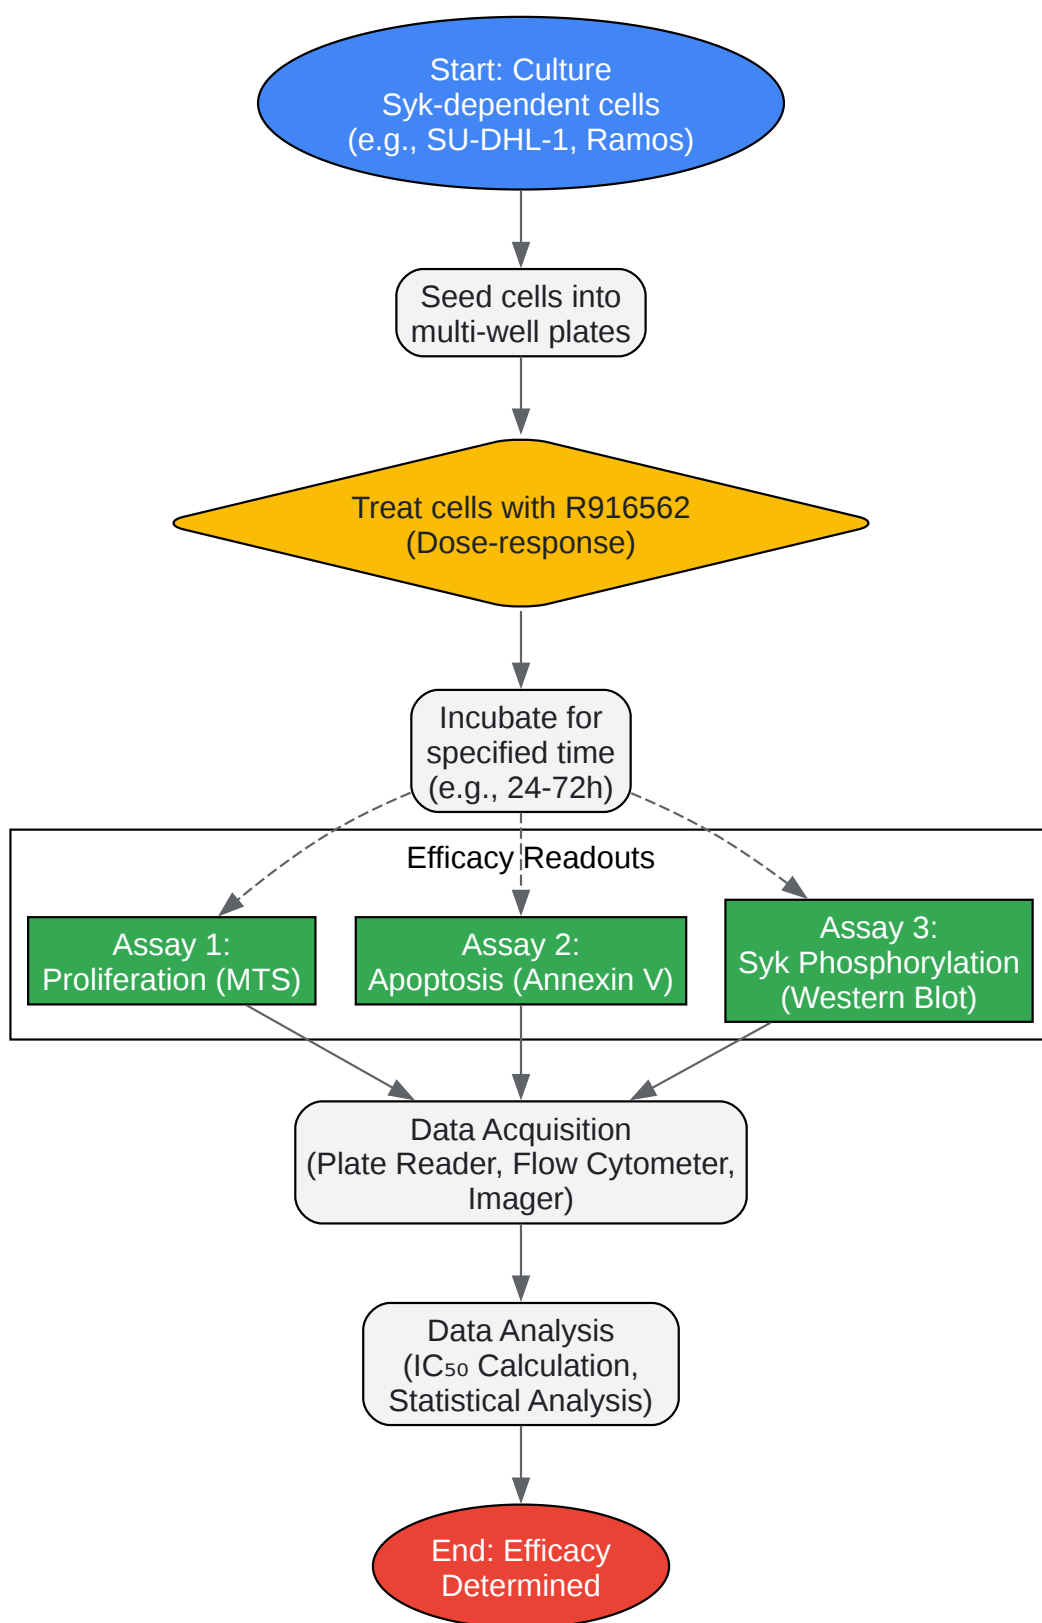 Start: Culture
Syk-dependent cells
(e.g., SU-DHL-1, Ramos)
Seed cells into
multi-well plates
Treat cells with R916562
(Dose-response)
Incubate for
specified time
(e.g., 24-72h)
Efficacy Readouts
Assay 1:
Proliferation (MTS)
Assay 2:
Apoptosis (Annexin V)
Assay 3:
Syk Phosphorylation
(Western Blot)
Data Acquisition
(Plate Reader, Flow Cytometer,
Imager)
Data Analysis
(IC₅₀ Calculation,
Statistical Analysis)
End: Efficacy
Determined